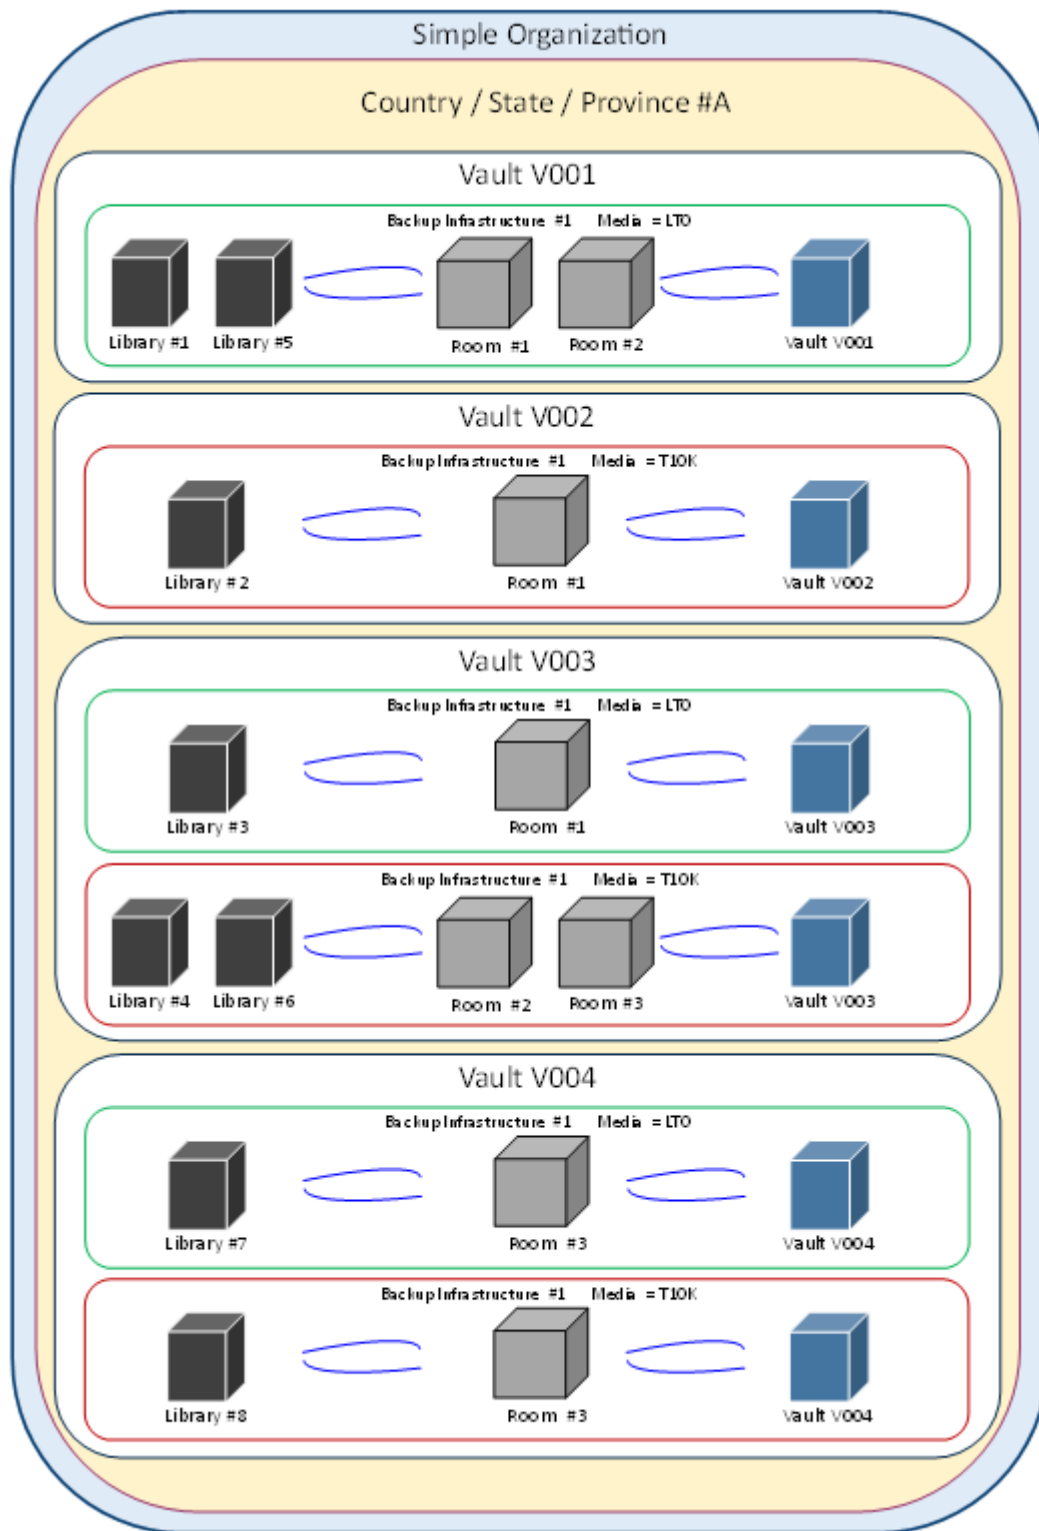 Simple Organization
Country / State / Province #A
Vault V001
Backup Infrastructure #1 Media = LTO
Library #1 Library #5 Room #1 Room #2 Vault V001
Vault V002
Backup Infrastructure #1 Media = T10K
Library #2 Room #1 Vault V002
Vault V003
Backup Infrastructure #1 Media = LTO
Library #3 Room #1 Vault V003
Backup Infrastructure #1 Media = T10K
Library #4 Library #6 Room #2 Room #3 Vault V003
Vault V004
Backup Infrastructure #1 Media = LTO
Library #7 Room #3 Vault V004
Backup Infrastructure #1 Media = T10K
Library #8 Room #3 Vault V004